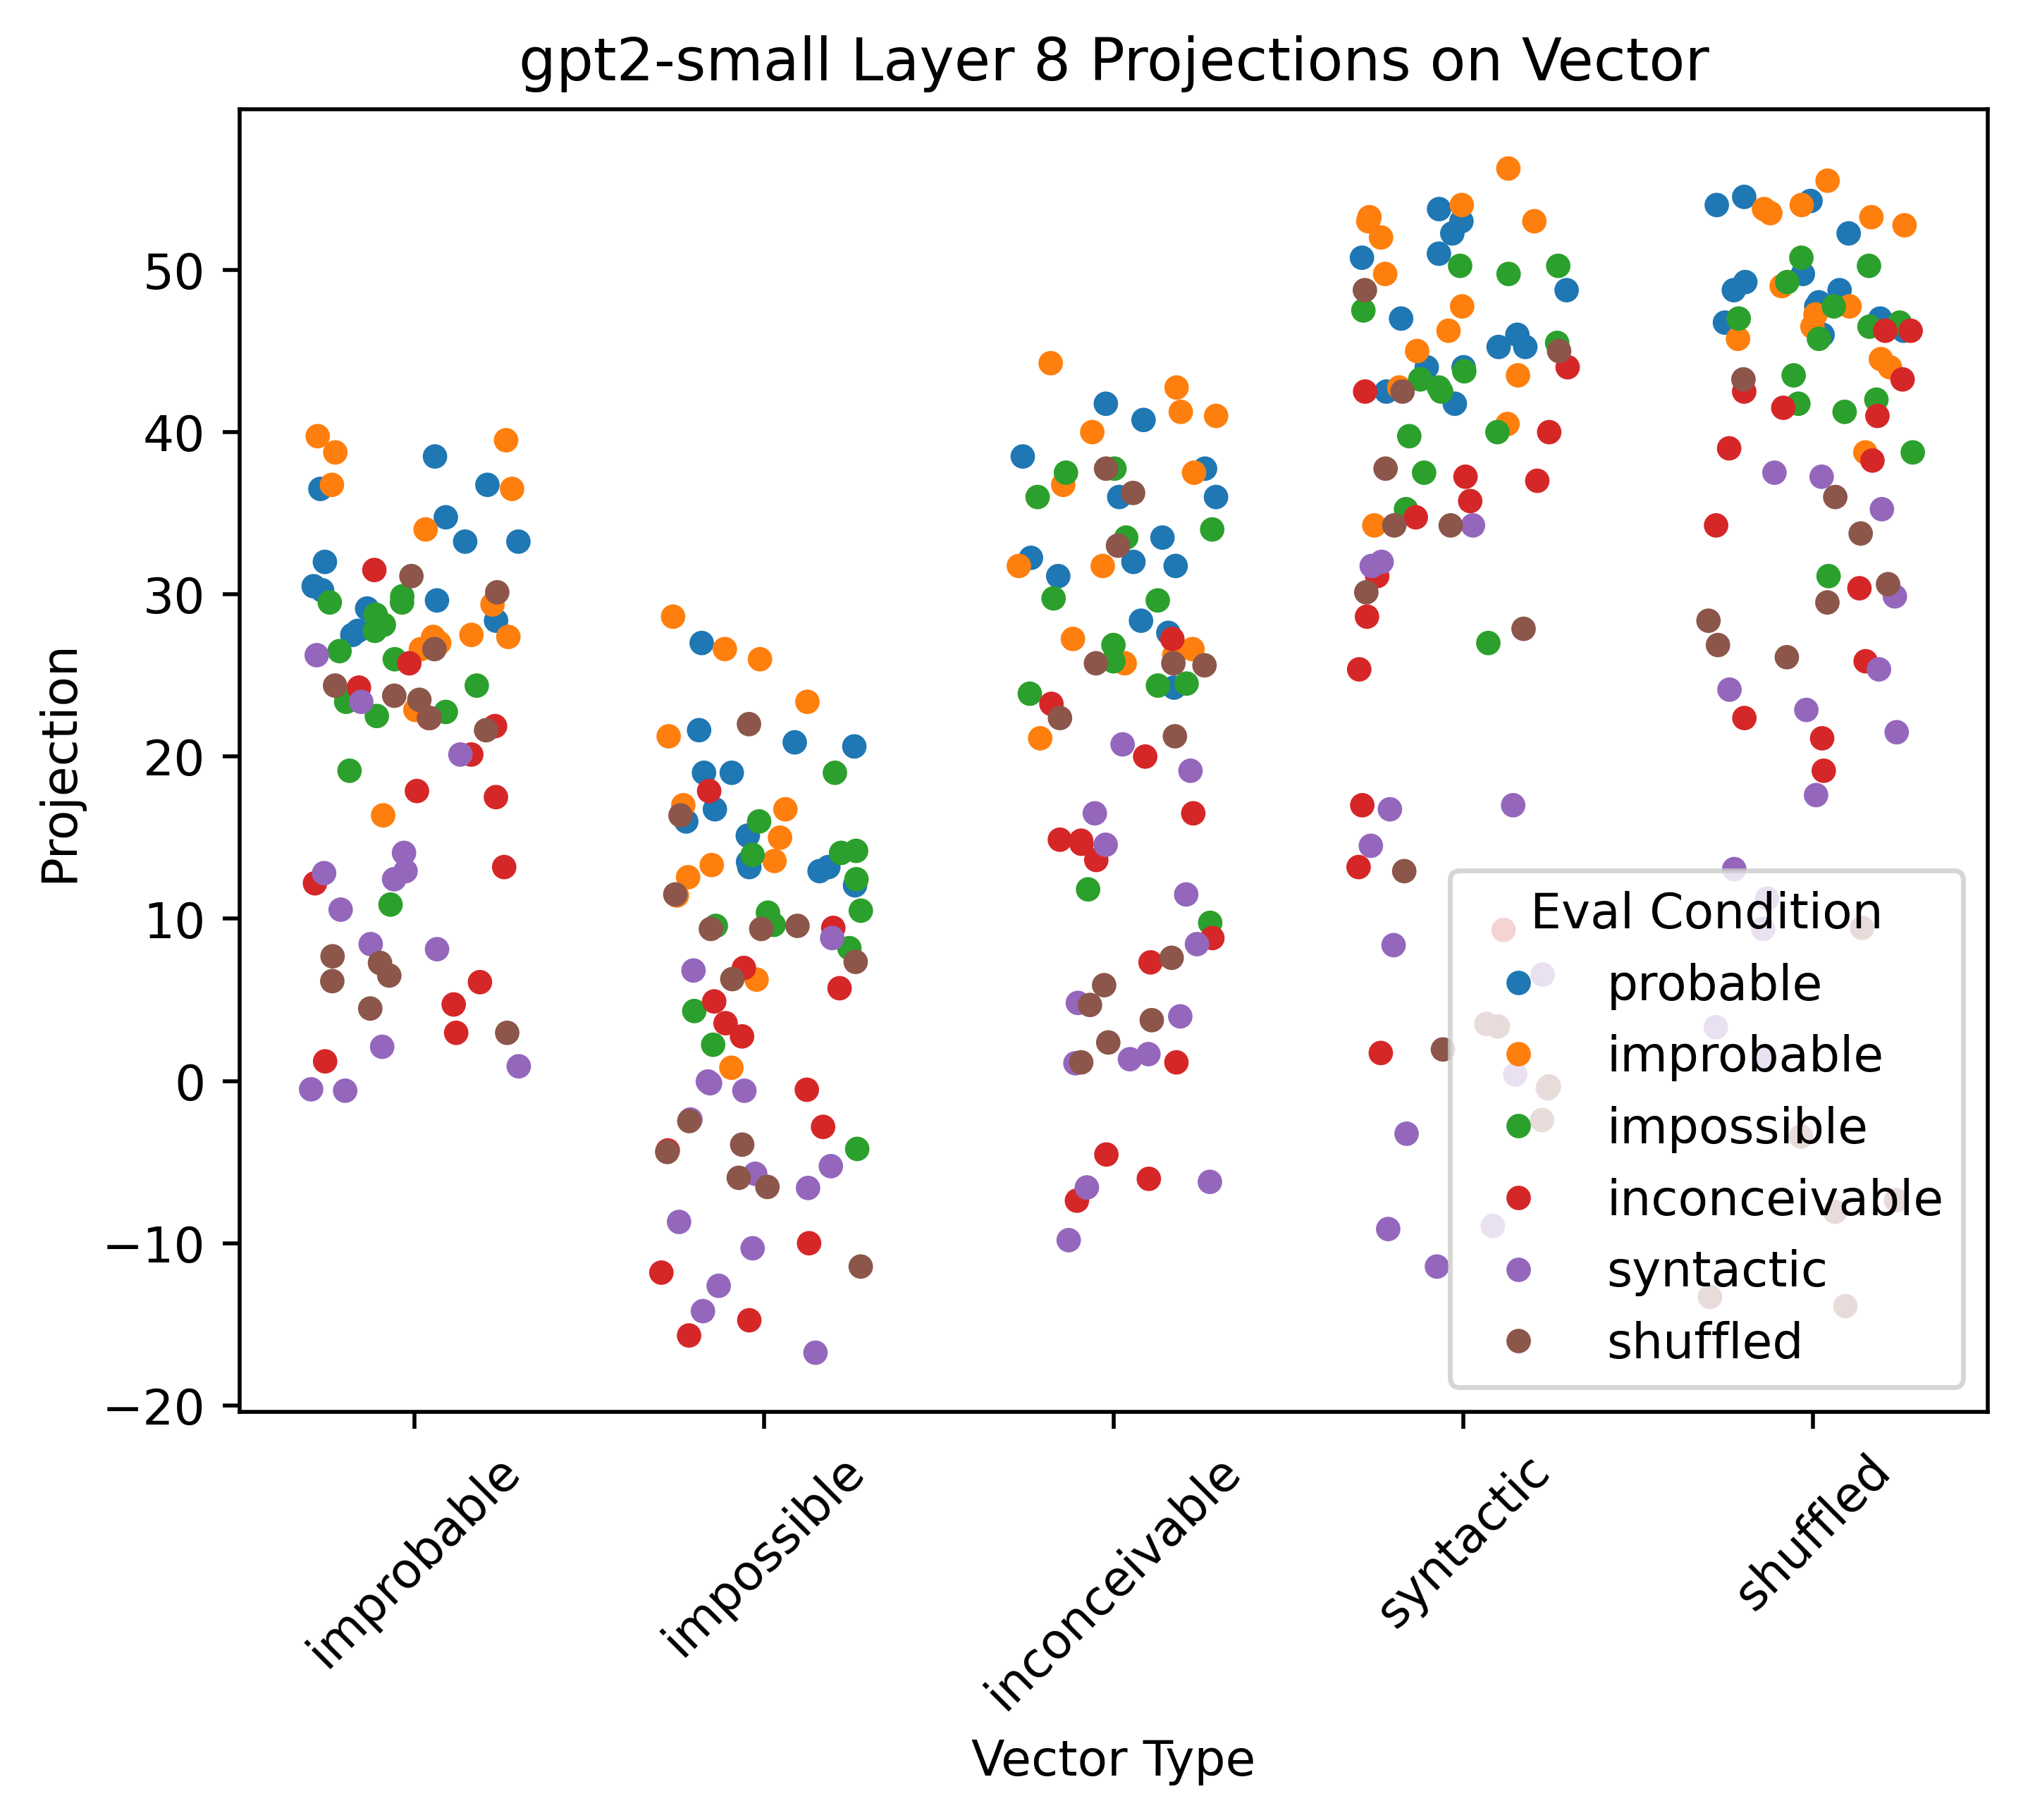 gpt2-small Layer 8 Projections on Vector
Projection
50
40
30
20
10
0
−10
−20
Eval Condition
probable
improbable
impossible
inconceivable
syntactic
shuffled
improbable
impossible
inconceivable
syntactic
shuffled
Vector Type